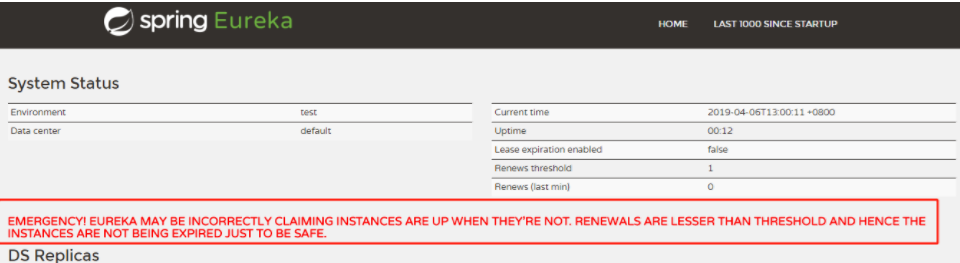 spring Eureka
HOME LAST 1000 SINCE STARTUP
System Status
Environment test
Data center default
Current time 2019-04-06T13:00:11 +0800
Uptime 00:12
Lease expiration enabled false
Renews threshold 1
Renews (last min) 0
EMERGENCY! EUREKA MAY BE INCORRECTLY CLAIMING INSTANCES ARE UP WHEN THEY'RE NOT. RENEWALS ARE LESSER THAN THRESHOLD AND HENCE THE
INSTANCES ARE NOT BEING EXPIRED JUST TO BE SAFE.
DS Replicas